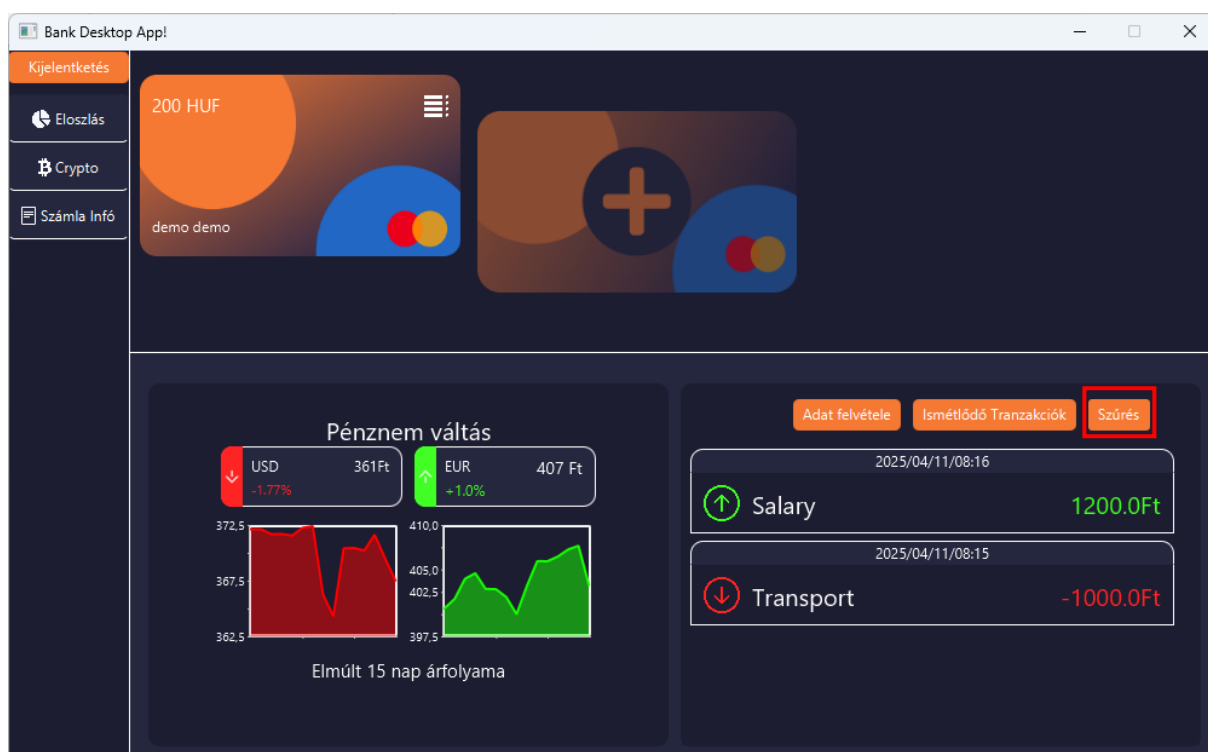 Bank Desktop App!
Kijelentketés
Eloszlás
Crypto
Számla Infó
200 HUF
demo demo
Pénznem váltás
USD 361Ft
-1.77%
EUR 407 Ft
+1.0%
372,5
367,5
362,5
410,0
405,0
402,5
397,5
Elmúlt 15 nap árfolyama
Adat felvétele Ismétlődő Tranzakciók Szűrés
2025/04/11/08:16
Salary 1200.0Ft
2025/04/11/08:15
Transport -1000.0Ft